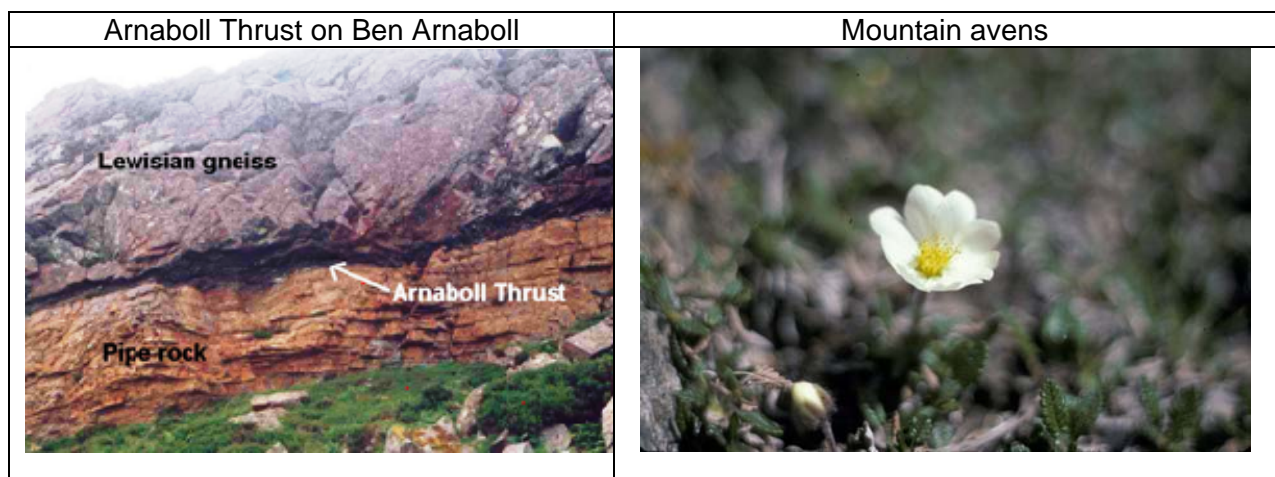 Arnaboll Thrust on Ben Arnaboll
Mountain avens
Lewisian gneiss
Arnaboll Thrust
Pipe rock